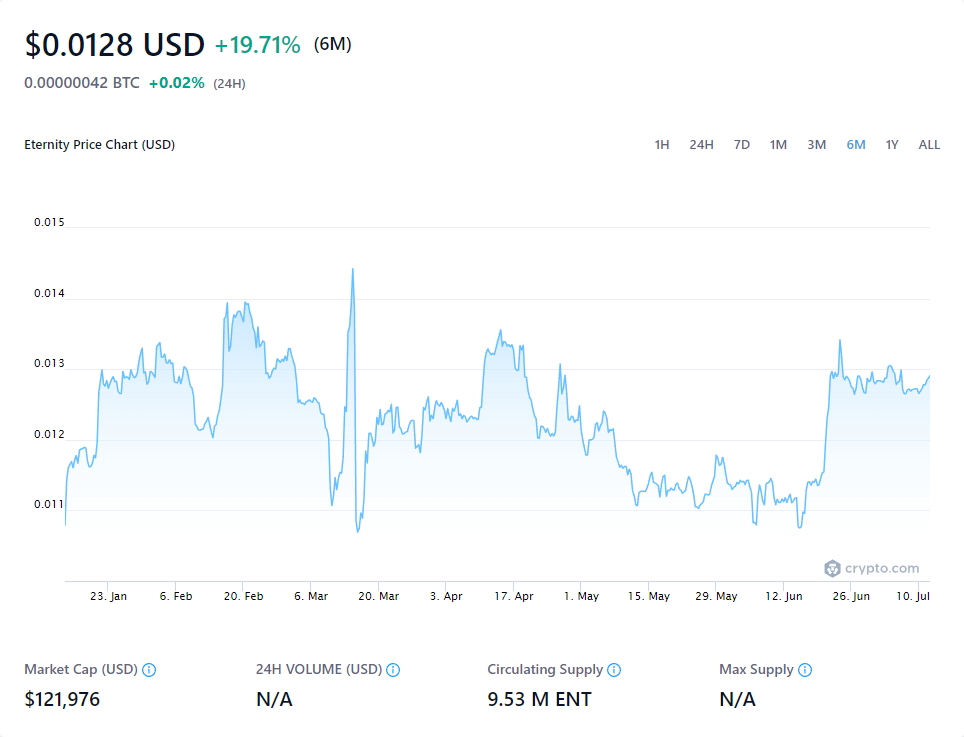 $0.0128 USD +19.71% (6M)
0.00000042 BTC +0.02% (24H)
Eternity Price Chart (USD) 1H 24H 7D 1M 3M 6M 1Y ALL
0.015
0.014
0.013
0.012
0.011
crypto.com
23. Jan 6. Feb 20. Feb 6. Mar 20. Mar 3. Apr 17. Apr 1. May 15. May 29. May 12. Jun 26. Jun 10. Jul
Market Cap (USD) 24H VOLUME (USD) Circulating Supply Max Supply
$121,976 N/A 9.53 M ENT N/A